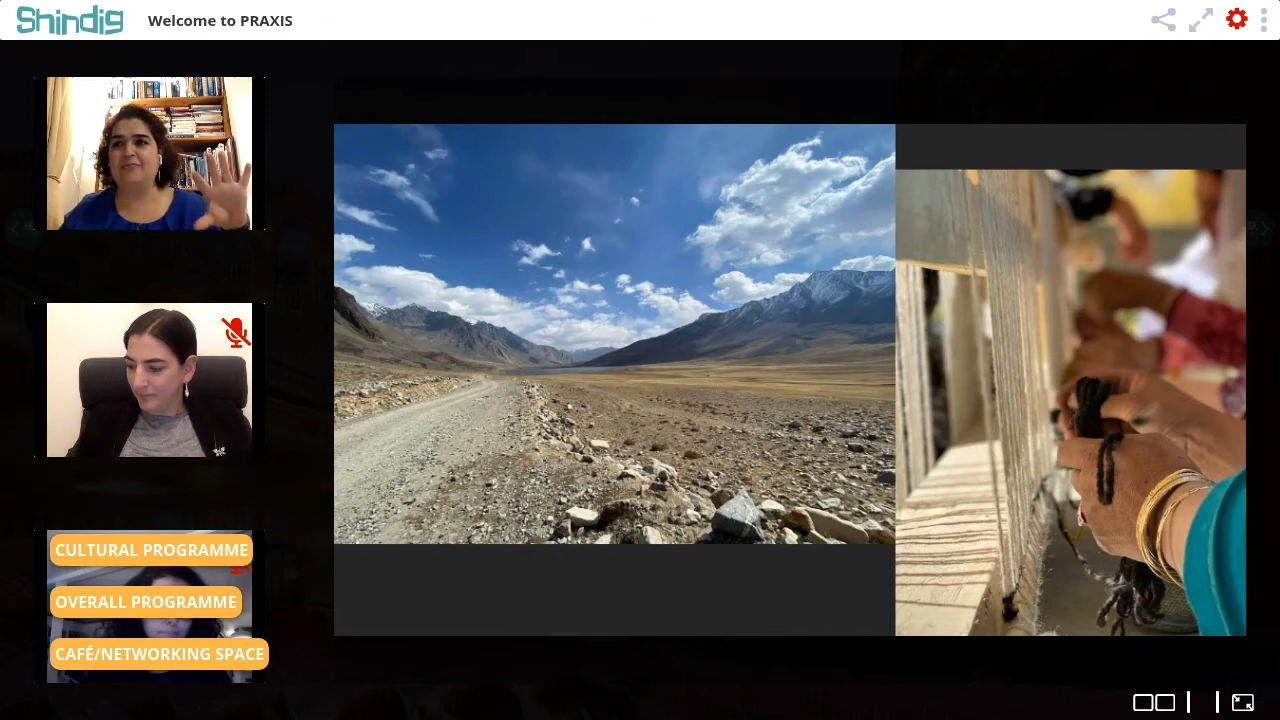 Shindig
Welcome to PRAXIS
CULTURAL PROGRAMME
OVERALL PROGRAMME
CAFÉ/NETWORKING SPACE